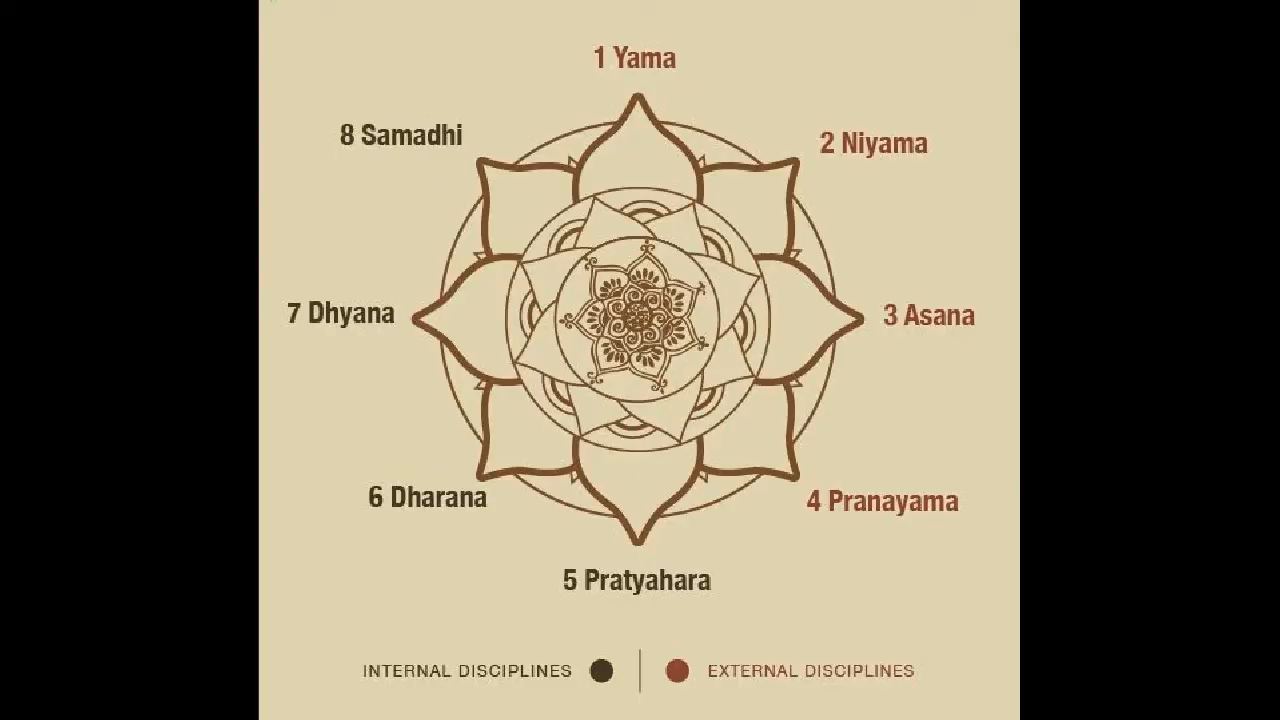 1 Yama
2 Niyama
3 Asana
4 Pranayama
5 Pratyahara
6 Dharana
7 Dhyana
8 Samadhi
INTERNAL DISCIPLINES
EXTERNAL DISCIPLINES